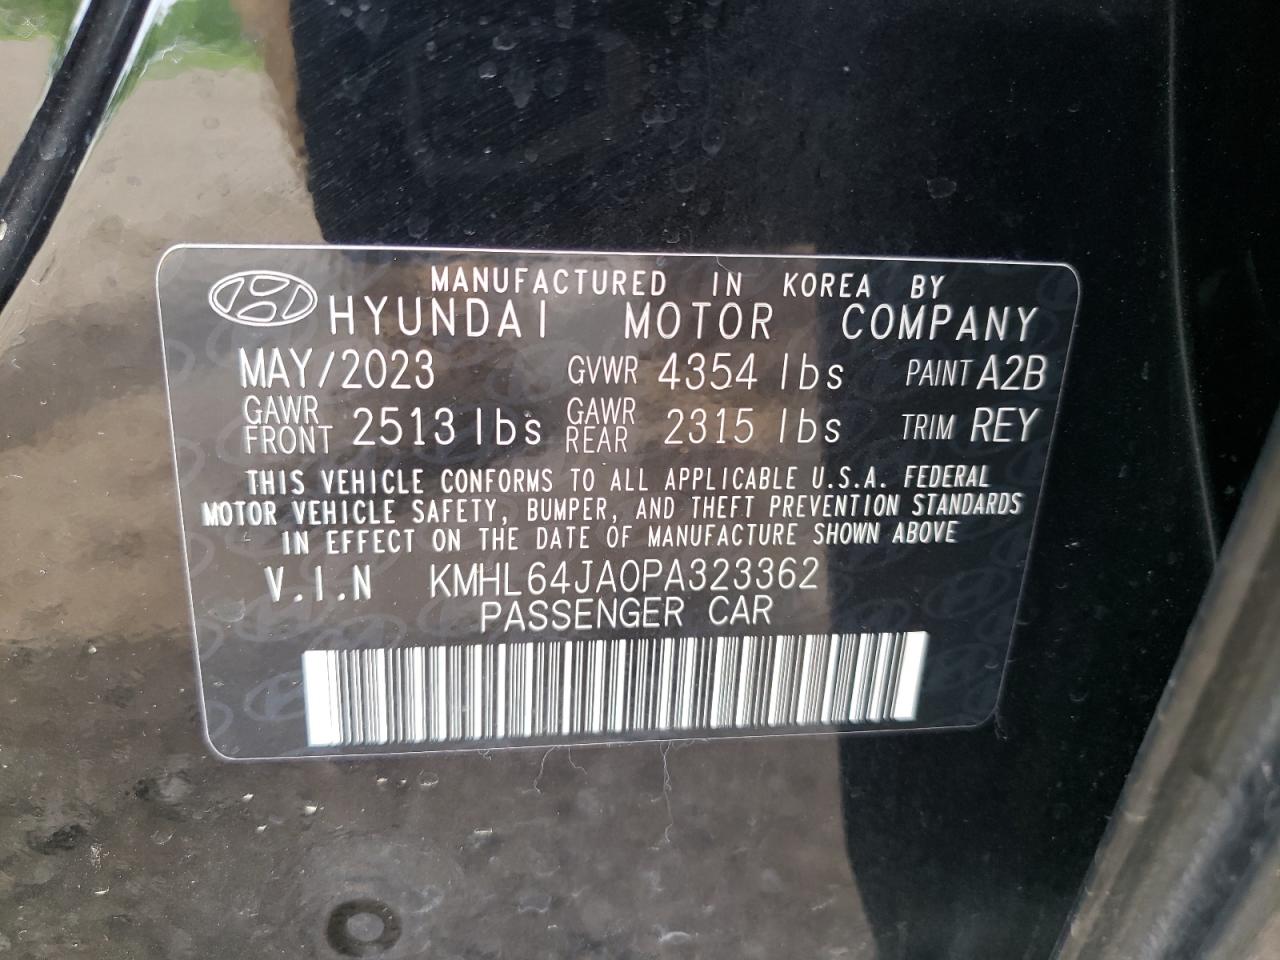 MANUFACTURED IN KOREA BY
HYUNDAI MOTOR COMPANY
MAY/2023 GVWR 4354 lbs PAINT A2B
GAWR FRONT 2513 lbs GAWR REAR 2315 lbs TRIM REY
THIS VEHICLE CONFORMS TO ALL APPLICABLE U.S.A. FEDERAL
MOTOR VEHICLE SAFETY, BUMPER, AND THEFT PREVENTION STANDARDS
IN EFFECT ON THE DATE OF MANUFACTURE SHOWN ABOVE
V.I.N KMHL64JA0PA323362
PASSENGER CAR